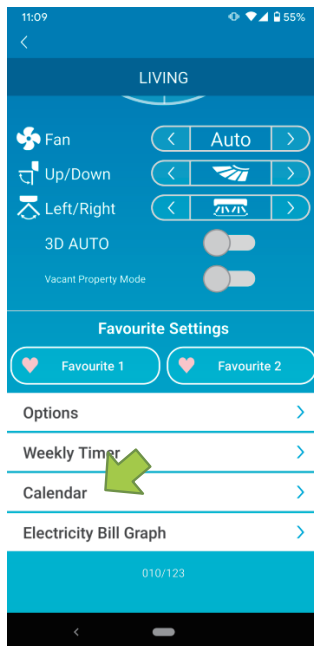 11:09
55%
LIVING
Fan
Auto
Up/Down
Left/Right
3D AUTO
Vacant Property Mode
Favourite Settings
Favourite 1
Favourite 2
Options
Weekly Timer
Calendar
Electricity Bill Graph
010/123